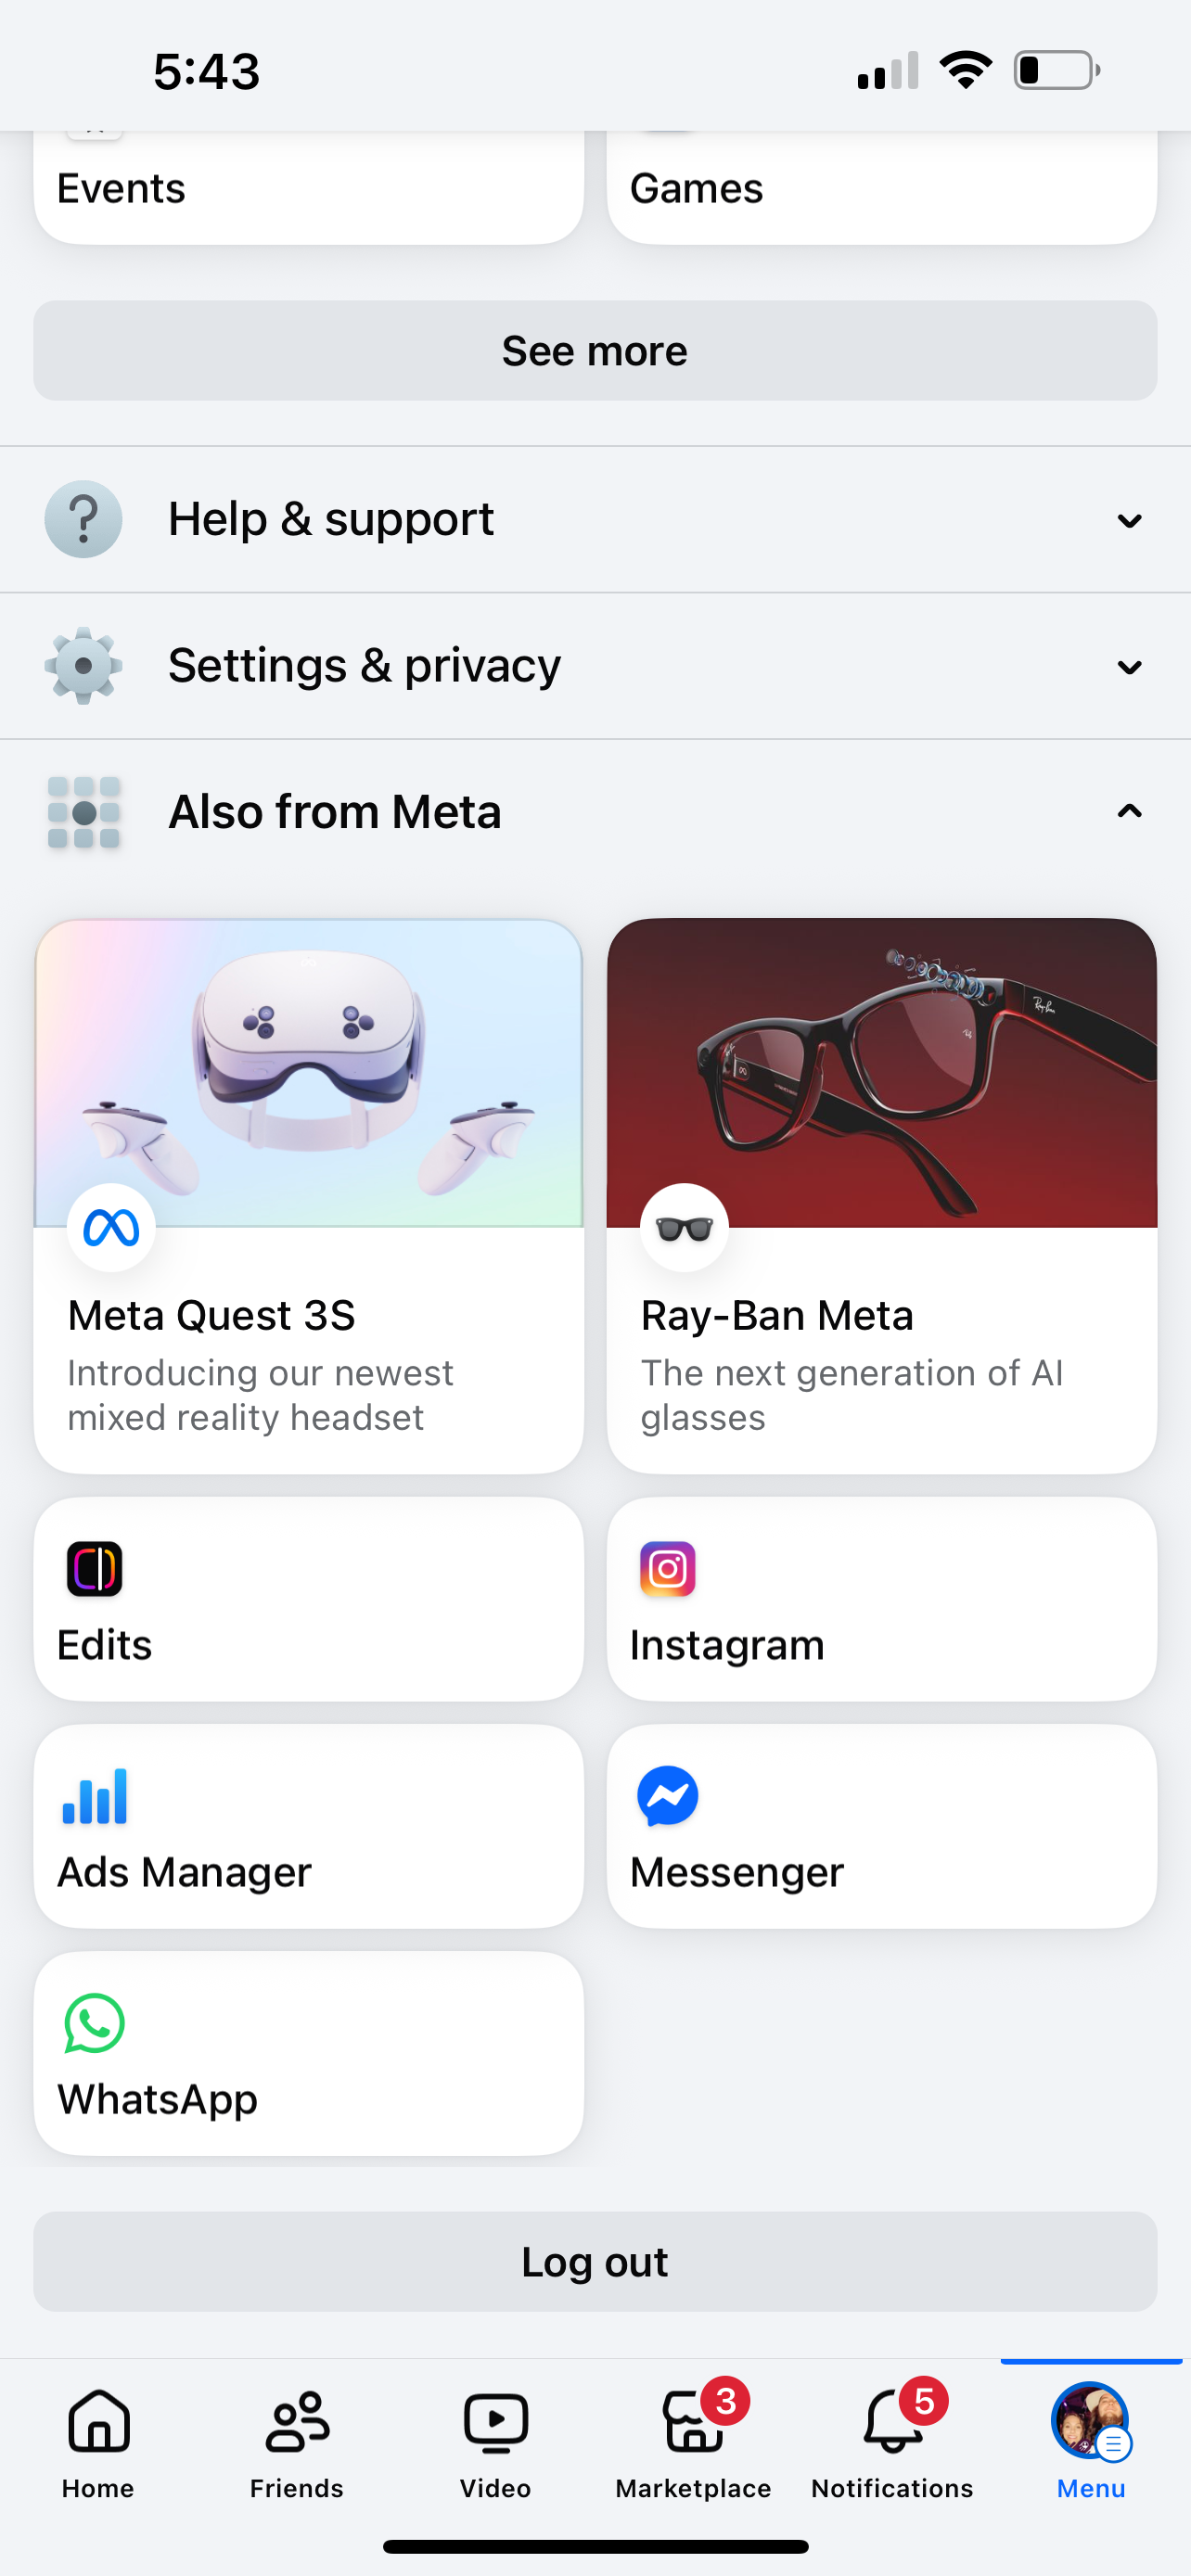 5:43
Events
Games
See more
Help & support
Settings & privacy
Also from Meta
Ray-Ban
Meta Quest 3S
Introducing our newest
mixed reality headset
Ray-Ban Meta
The next generation of AI
glasses
Edits
Instagram
Ads Manager
Messenger
WhatsApp
Log out
3
5
Home
Friends
Video
Marketplace
Notifications
Menu